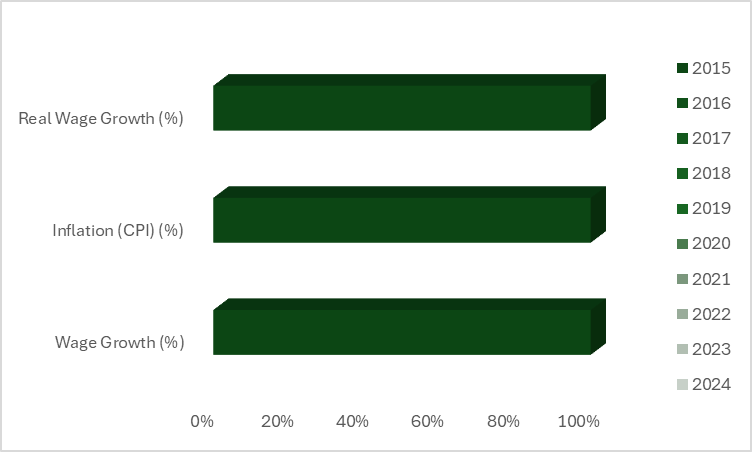 Real Wage Growth (%)
Inflation (CPI) (%)
Wage Growth (%)
0% 20% 40% 60% 80% 100%
2015
2016
2017
2018
2019
2020
2021
2022
2023
2024